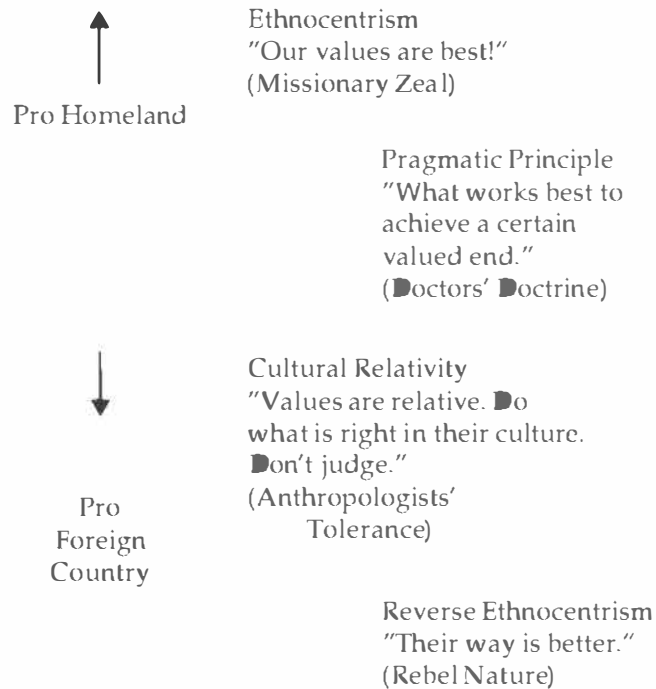 Ethnocentrism
"Our values are best!"
(Missionary Zeal)
Pro Homeland
Pragmatic Principle
"What works best to
achieve a certain
valued end."
(Doctors' Doctrine)
Cultural Relativity
"Values are relative. Do
what is right in their culture.
Don't judge."
(Anthropologists'
Tolerance)
Pro
Foreign
Country
Reverse Ethnocentrism
"Their way is better."
(Rebel Nature)